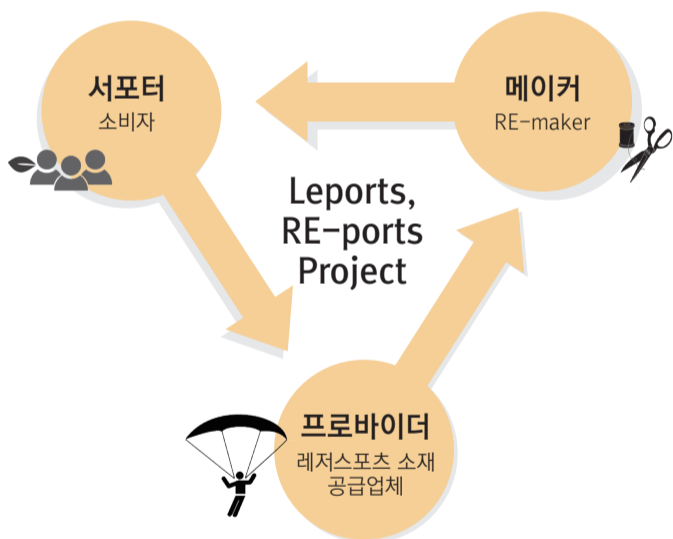 서포터
소비자
메이커
RE-maker
Leports,
RE-ports
Project
프로바이더
레저스포츠 소재
공급업체